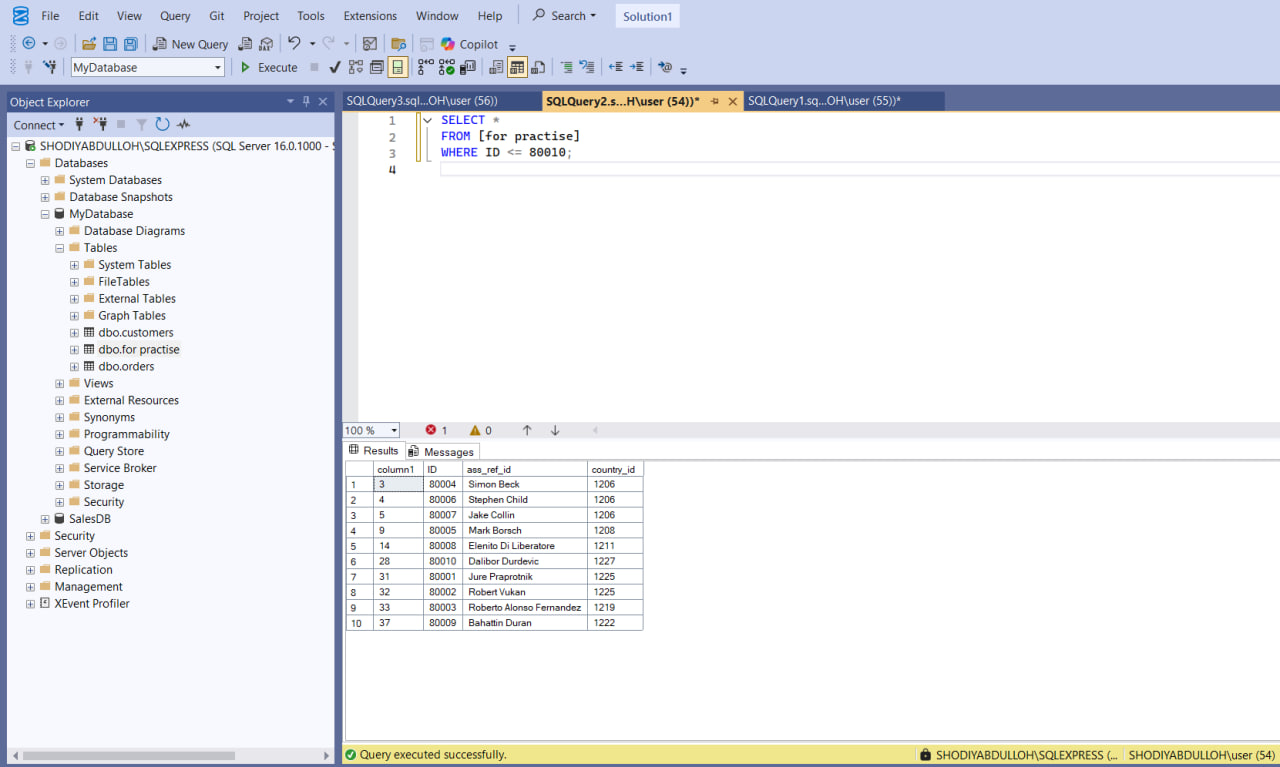 File Edit View Query Git Project Tools Extensions Window Help Search Solution1
New Query Copilot
MyDatabase Execute
Object Explorer
Connect
SHODIYABDULLOH\SQLEXPRESS (SQL Server 16.0.1000 - S
Databases
System Databases
Database Snapshots
MyDatabase
Database Diagrams
Tables
System Tables
FileTables
External Tables
Graph Tables
dbo.customers
dbo.for practise
dbo.orders
Views
External Resources
Synonyms
Programmability
Query Store
Service Broker
Storage
Security
SalesDB
Security
Server Objects
Replication
Management
XEvent Profiler
SQLQuery3.sql...OH\user (56)) SQLQuery2.s...H\user (54))* SQLQuery1.sq...OH\user (55))*
1 SELECT *
2 FROM [for practise]
3 WHERE ID <= 80010;
4
100 % 1 0
Results Messages
column1 ID ass_ref_id country_id
1 3 80004 Simon Beck 1206
2 4 80006 Stephen Child 1206
3 5 80007 Jake Collin 1206
4 9 80005 Mark Borsch 1208
5 14 80008 Elenito Di Liberatore 1211
6 28 80010 Dalibor Durdevic 1227
7 31 80001 Jure Praprotnik 1225
8 32 80002 Robert Vukan 1225
9 33 80003 Roberto Alonso Fernandez 1219
10 37 80009 Bahattin Duran 1222
Query executed successfully. SHODIYABDULLOH\SQLEXPRESS (... SHODIYABDULLOH\user (54)